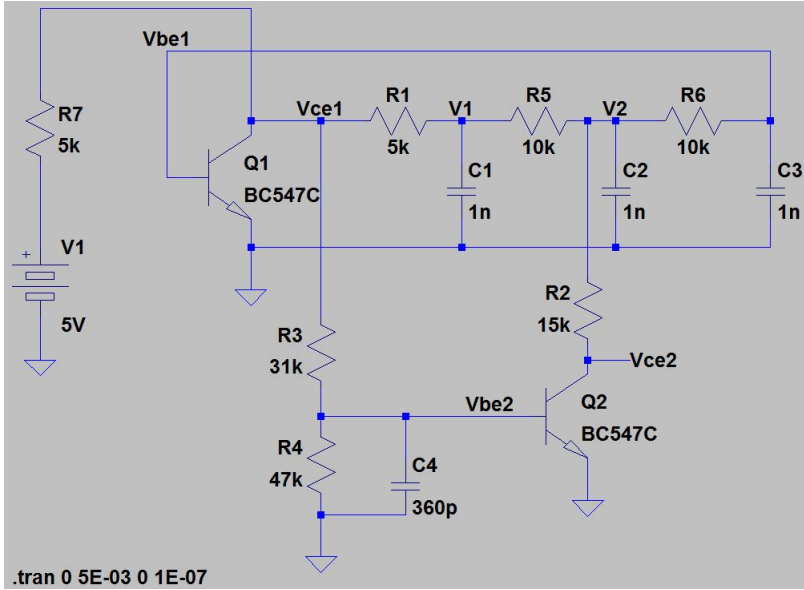 Vbe1
R7
5k
Vce1
R1
5k
V1
R5
10k
V2
R6
10k
Q1
BC547C
C1
1n
C2
1n
C3
1n
+
V1
5V
R3
31k
R2
15k
Vce2
Vbe2
Q2
BC547C
R4
47k
C4
360p
.tran 0 5E-03 0 1E-07